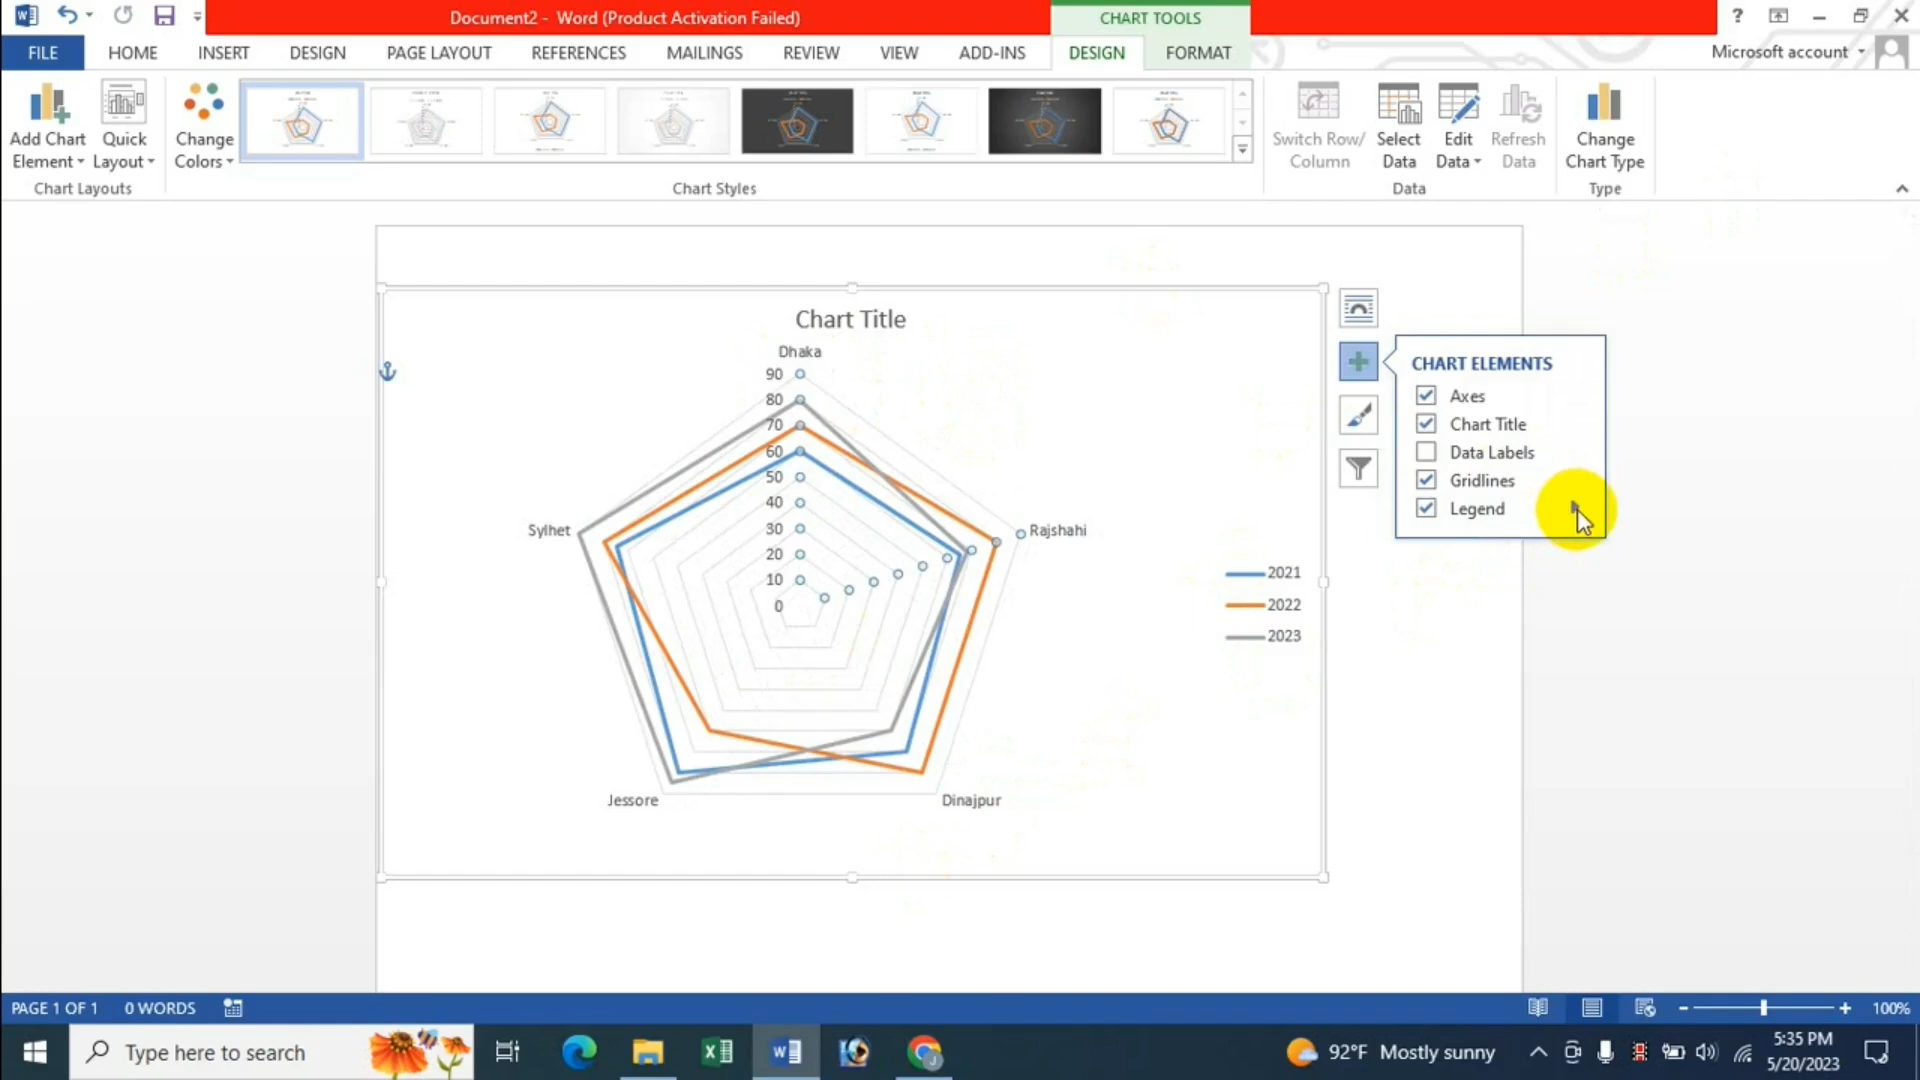 Document2 - Word (Product Activation Failed)
CHART TOOLS
?
FILE
HOME
INSERT
DESIGN
PAGE LAYOUT
REFERENCES
MAILINGS
REVIEW
VIEW
ADD-INS
DESIGN
FORMAT
Microsoft account
Add Chart
Element
Quick
Layout
Change
Colors
Switch Row/
Column
Select
Data
Edit
Data
Refresh
Data
Change
Chart Type
Chart Layouts
Chart Styles
Data
Type
Chart Title
Dhaka
90
80
70
60
50
40
30
20
10
0
Sylhet
Rajshahi
Jessore
Dinajpur
2021
2022
2023
CHART ELEMENTS
Axes
Chart Title
Data Labels
Gridlines
Legend
PAGE 1 OF 1
0 WORDS
100%
Type here to search
92°F Mostly sunny
5:35 PM
5/20/2023